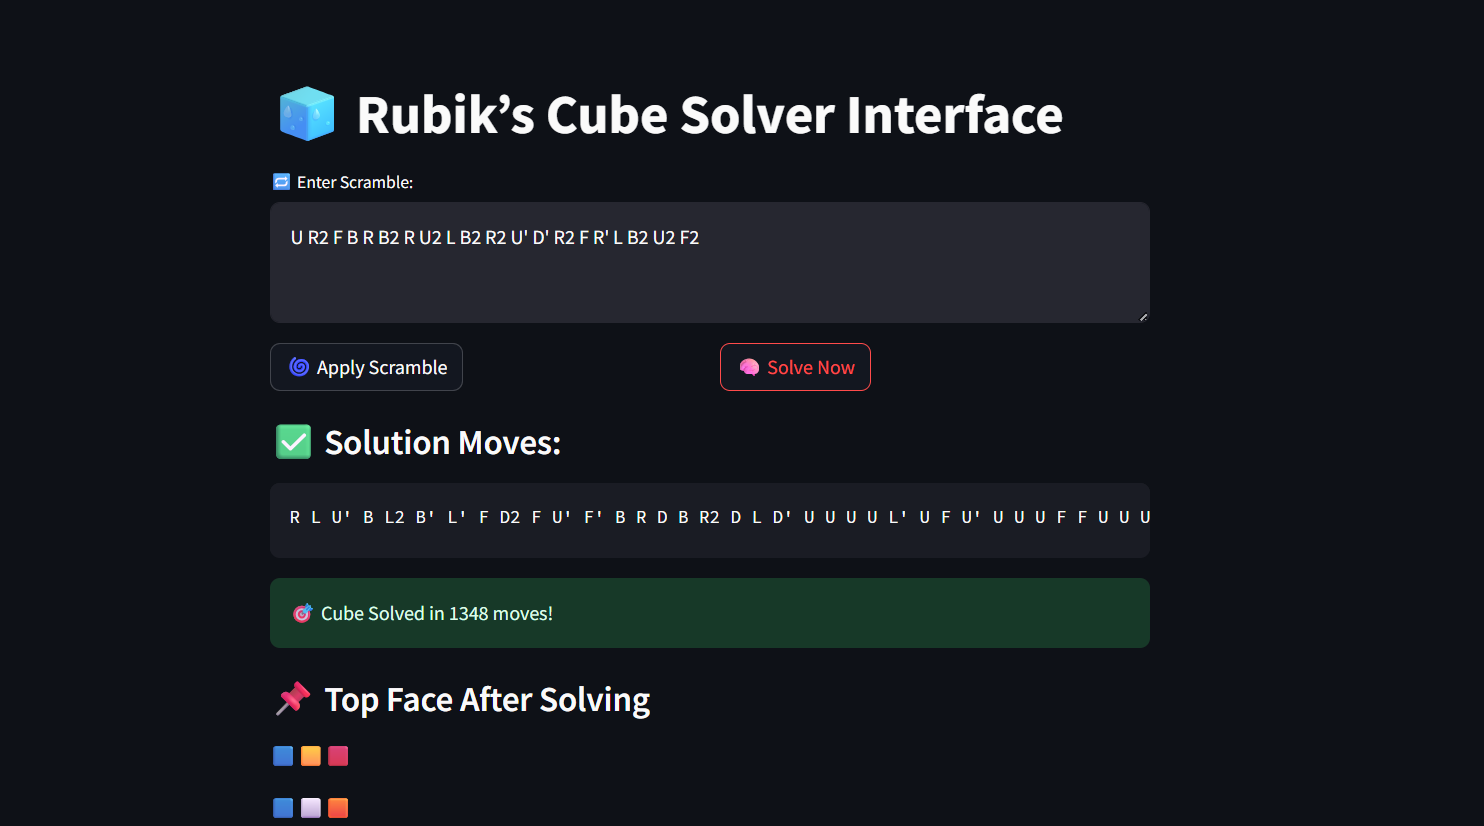 Rubik’s Cube Solver Interface
Enter Scramble:
U R2 F B R B2 R U2 L B2 R2 U' D' R2 F R' L B2 U2 F2
Apply Scramble
Solve Now
Solution Moves:
R L U' B L2 B' L' F D2 F U' F' B R D B R2 D L D' U U U U L' U F U' U U U F F U U U
Cube Solved in 1348 moves!
Top Face After Solving